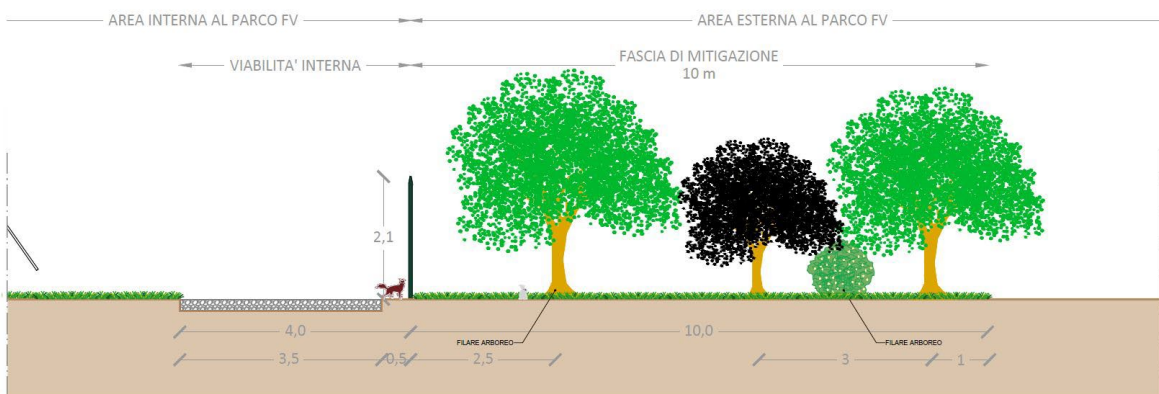 AREA INTERNA AL PARCO FV
AREA ESTERNA AL PARCO FV
VIABILITA' INTERNA
FASCIA DI MITIGAZIONE
10 m
2,1
4,0
10,0
FILARE ARBOREO
FILARE ARBOREO
3,5
0,5
2,5
3
1